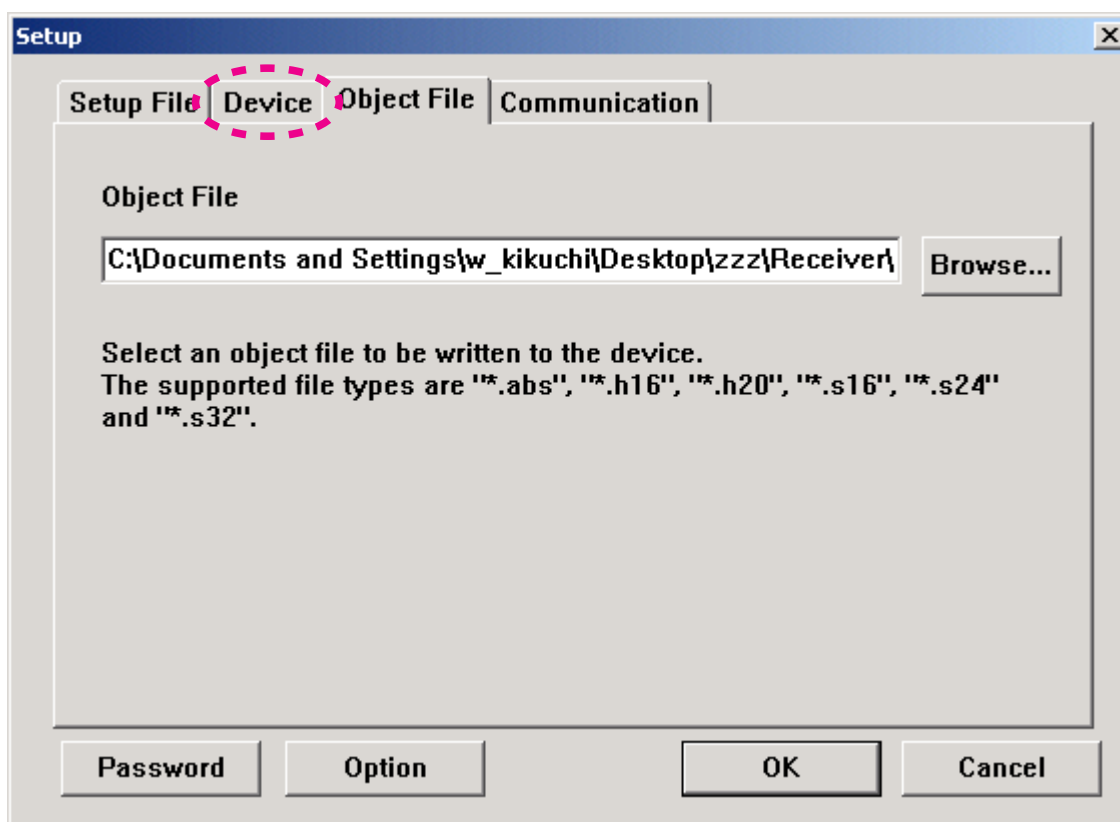 Setup
Setup File Device Object File Communication
Object File
C:\Documents and Settings\w_kikuchi\Desktop\zzz\Receiver\ Browse...
Select an object file to be written to the device.
The supported file types are "*.abs", "*.h16", "*.h20", "*.s16", "*.s24"
and "*.s32".
Password Option OK Cancel